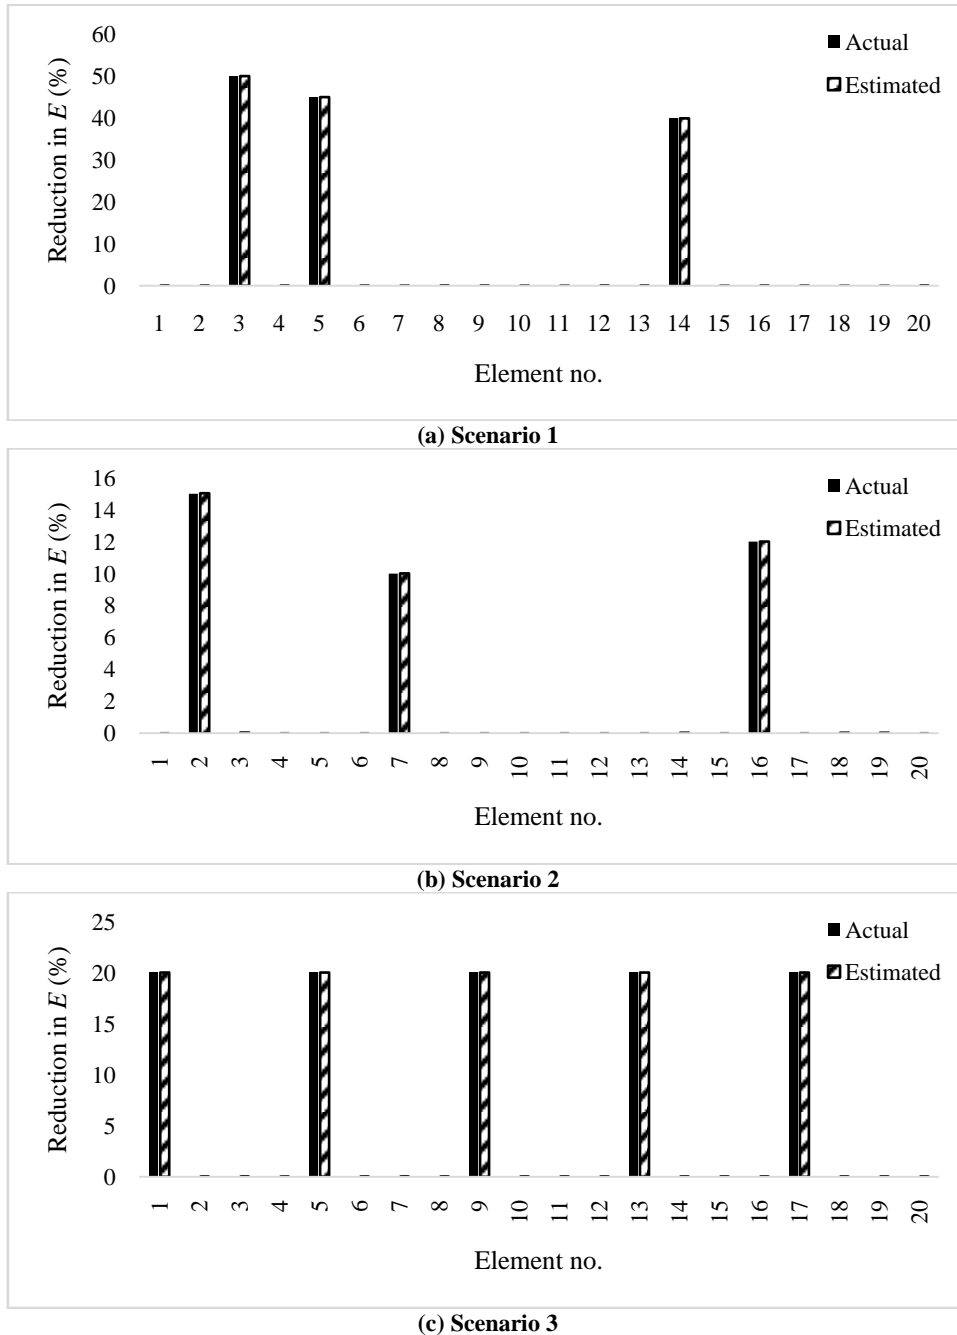 60
50
40
30
20
10
0
Reduction in E (%)
Actual
Estimated
1 2 3 4 5 6 7 8 9 10 11 12 13 14 15 16 17 18 19 20
Element no.
(a) Scenario 1
16
14
12
10
8
6
4
2
0
Reduction in E (%)
Actual
Estimated
1 2 3 4 5 6 7 8 9 10 11 12 13 14 15 16 17 18 19 20
Element no.
(b) Scenario 2
25
20
15
10
5
0
Reduction in E (%)
Actual
Estimated
1 2 3 4 5 6 7 8 9 10 11 12 13 14 15 16 17 18 19 20
Element no.
(c) Scenario 3